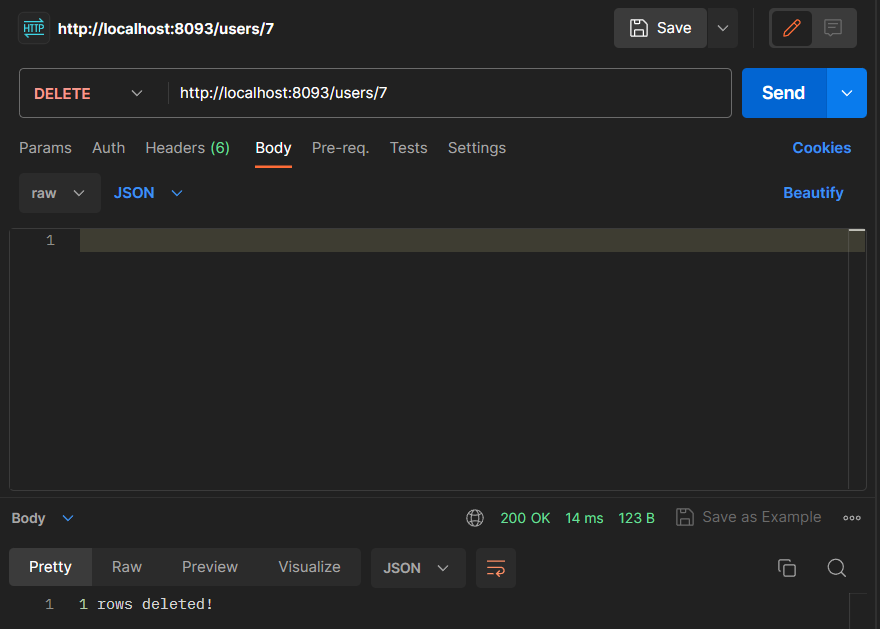 HTTP http://localhost:8093/users/7 Save
DELETE http://localhost:8093/users/7 Send
Params Auth Headers (6) Body Pre-req. Tests Settings Cookies
raw JSON Beautify
1
Body 200 OK 14 ms 123 B Save as Example
Pretty Raw Preview Visualize JSON
1 1 rows deleted!